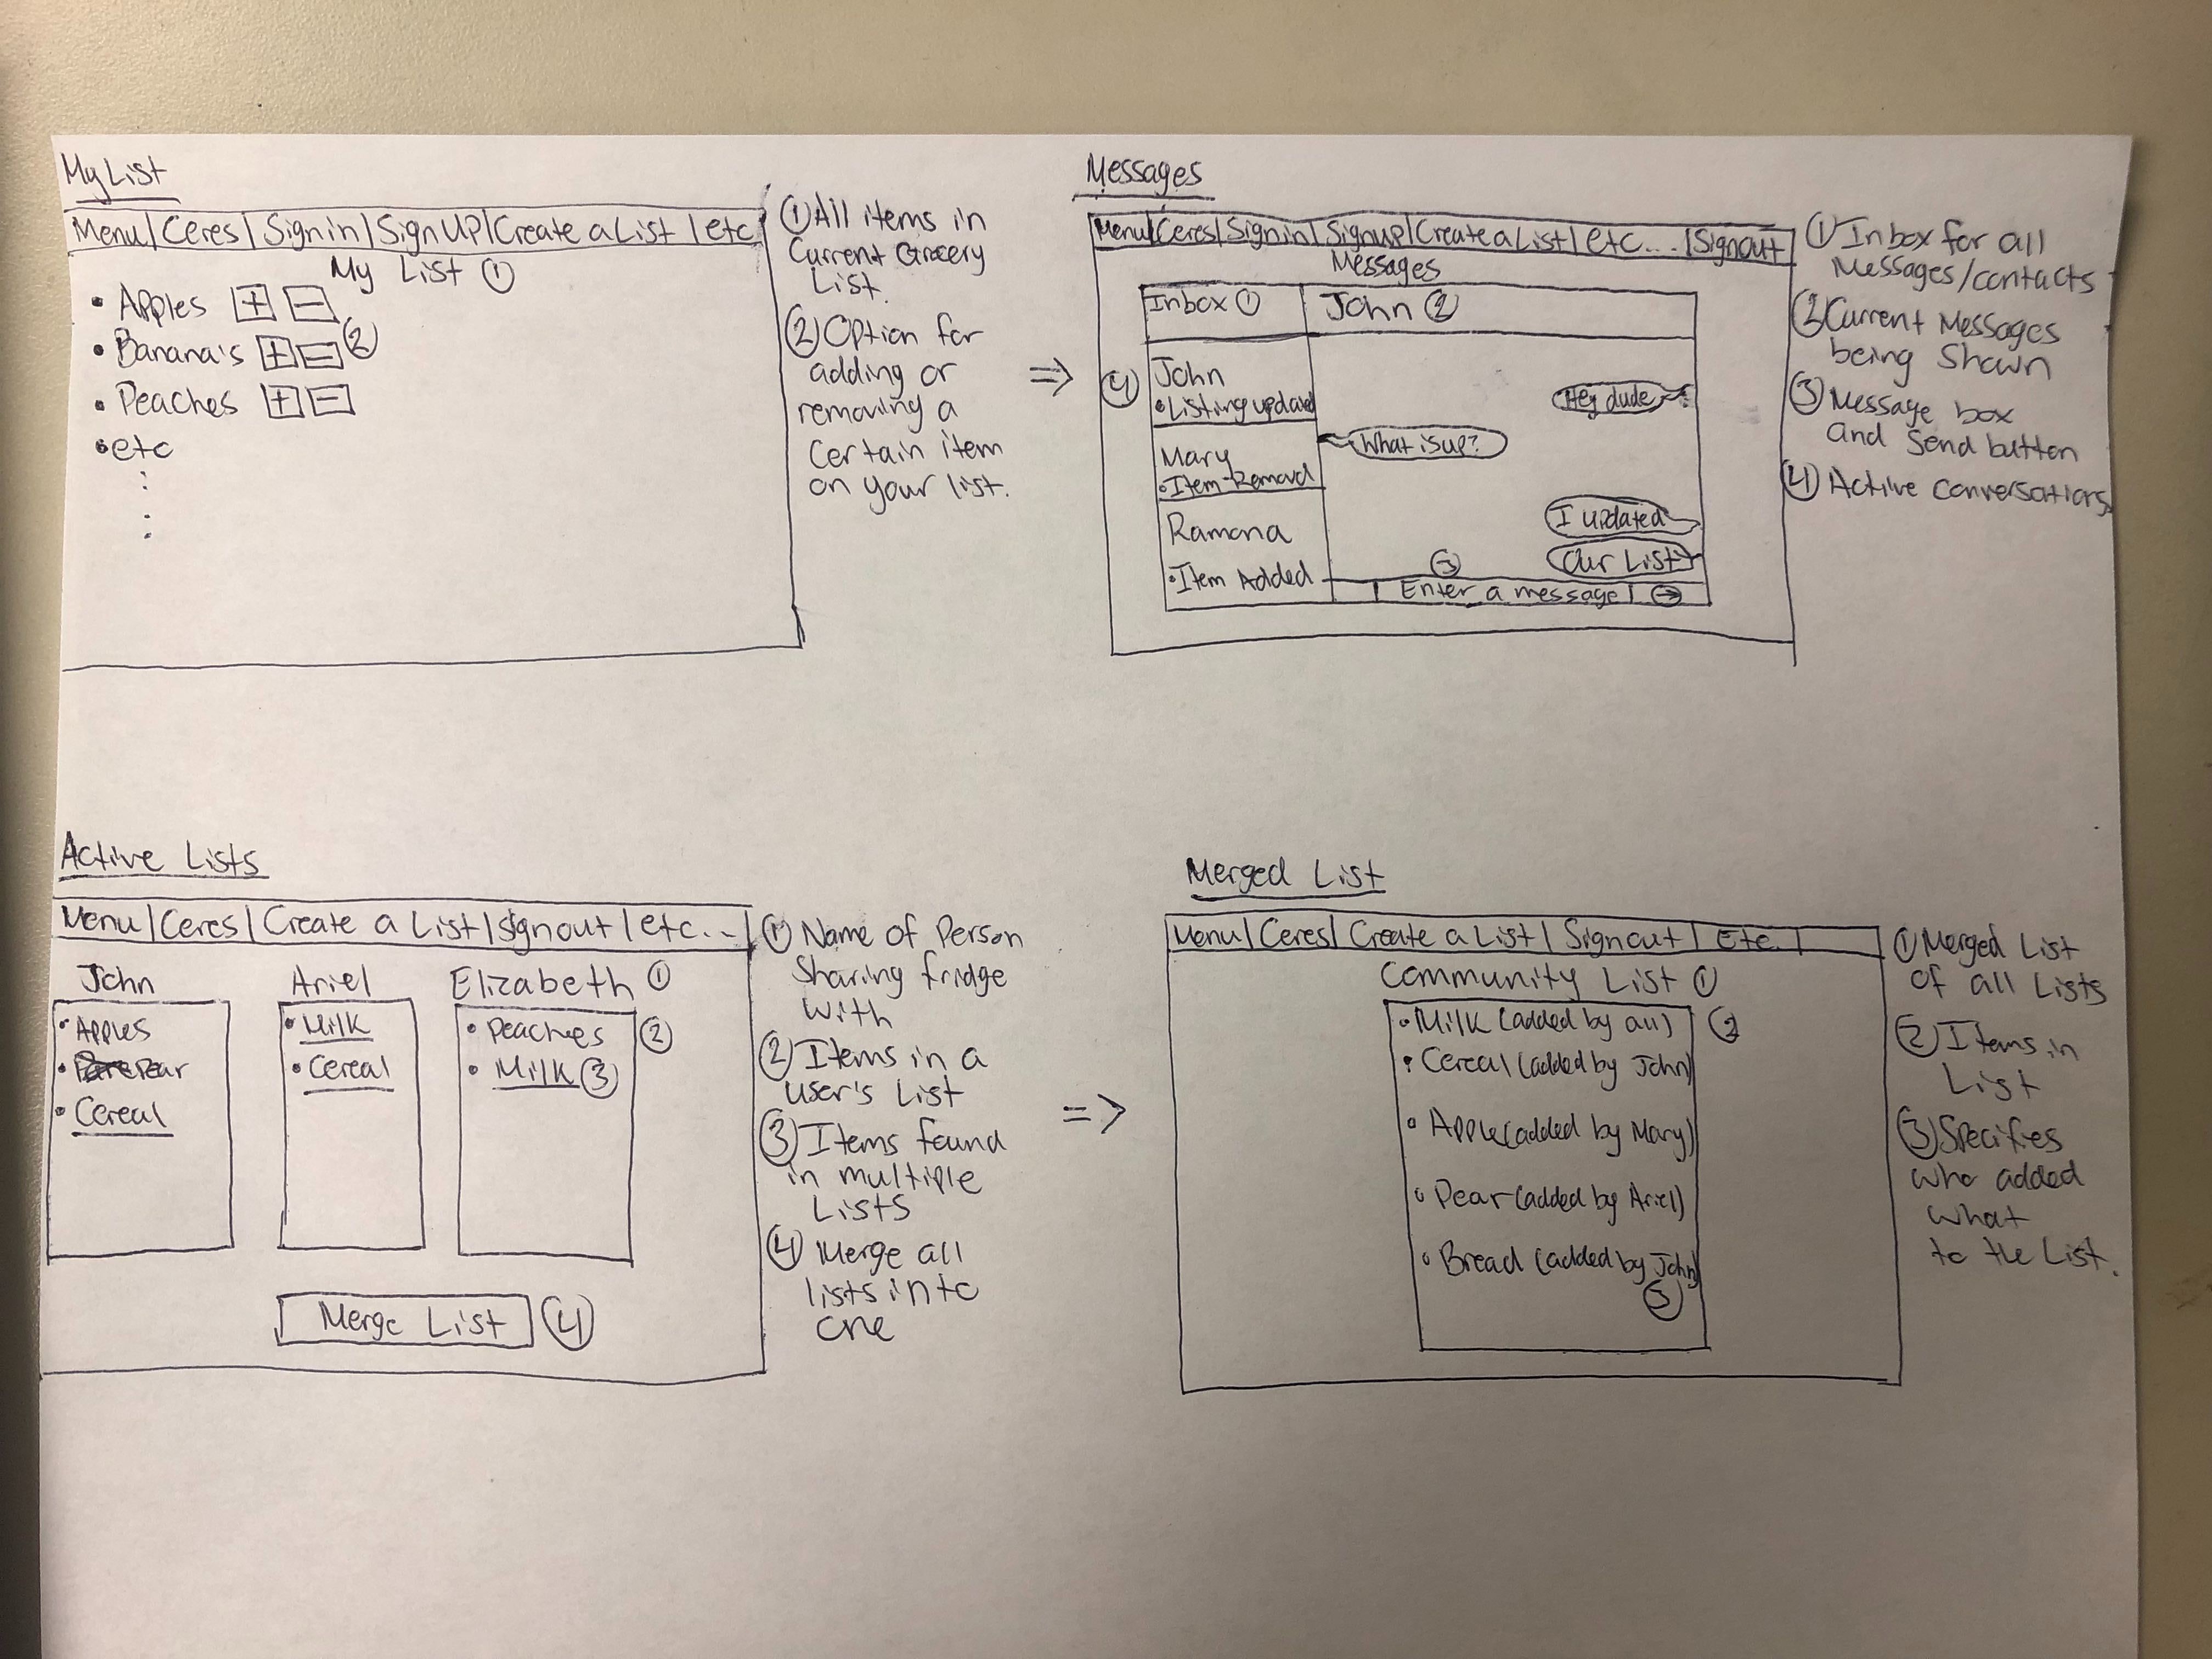 My List
Menu | Ceres | Sign in | Sign UP | Create a List | etc
My List ①
• Apples + −
• Banana's + − ②
• Peaches + −
• etc
① All items in
Current Grocery
List.
② Option for
adding or
removing a
certain item
on your list.
⇒
Messages
Menu | Ceres | Sign in | Sign up | Create a List | etc... | Sign out
Messages
Inbox ①
John ②
④
John
• Listing updated
Mary
• Item Removd
Ramona
• Item Added
Hey dude
What is up?
I updated
Our List
③
Enter a message | →
① Inbox for all
Messages/contacts
② Current Messages
being Shown
③ Message box
and Send button
④ Active conversations
Active Lists
Menu | Ceres | Create a List | Sign out | etc...
John
• Apples
• Pear
• Cereal
Ariel
• Milk
• Cereal
Elizabeth ①
• Peaches ②
• Milk ③
Merge List ④
① Name of Person
Sharing fridge
with
② Items in a
user's List
③ Items found
in multiple
Lists
④ Merge all
lists into
one
=>
Merged List
Menu | Ceres | Create a List | Sign out | Etc. |
Community List ①
• Milk (added by all) ②
• Cereal (added by John)
• Apple (added by Mary)
• Pear (added by Ariel)
• Bread (added by John)
③
① Merged List
of all Lists
② Items in
List
③ Specifies
who added
what
to the List.